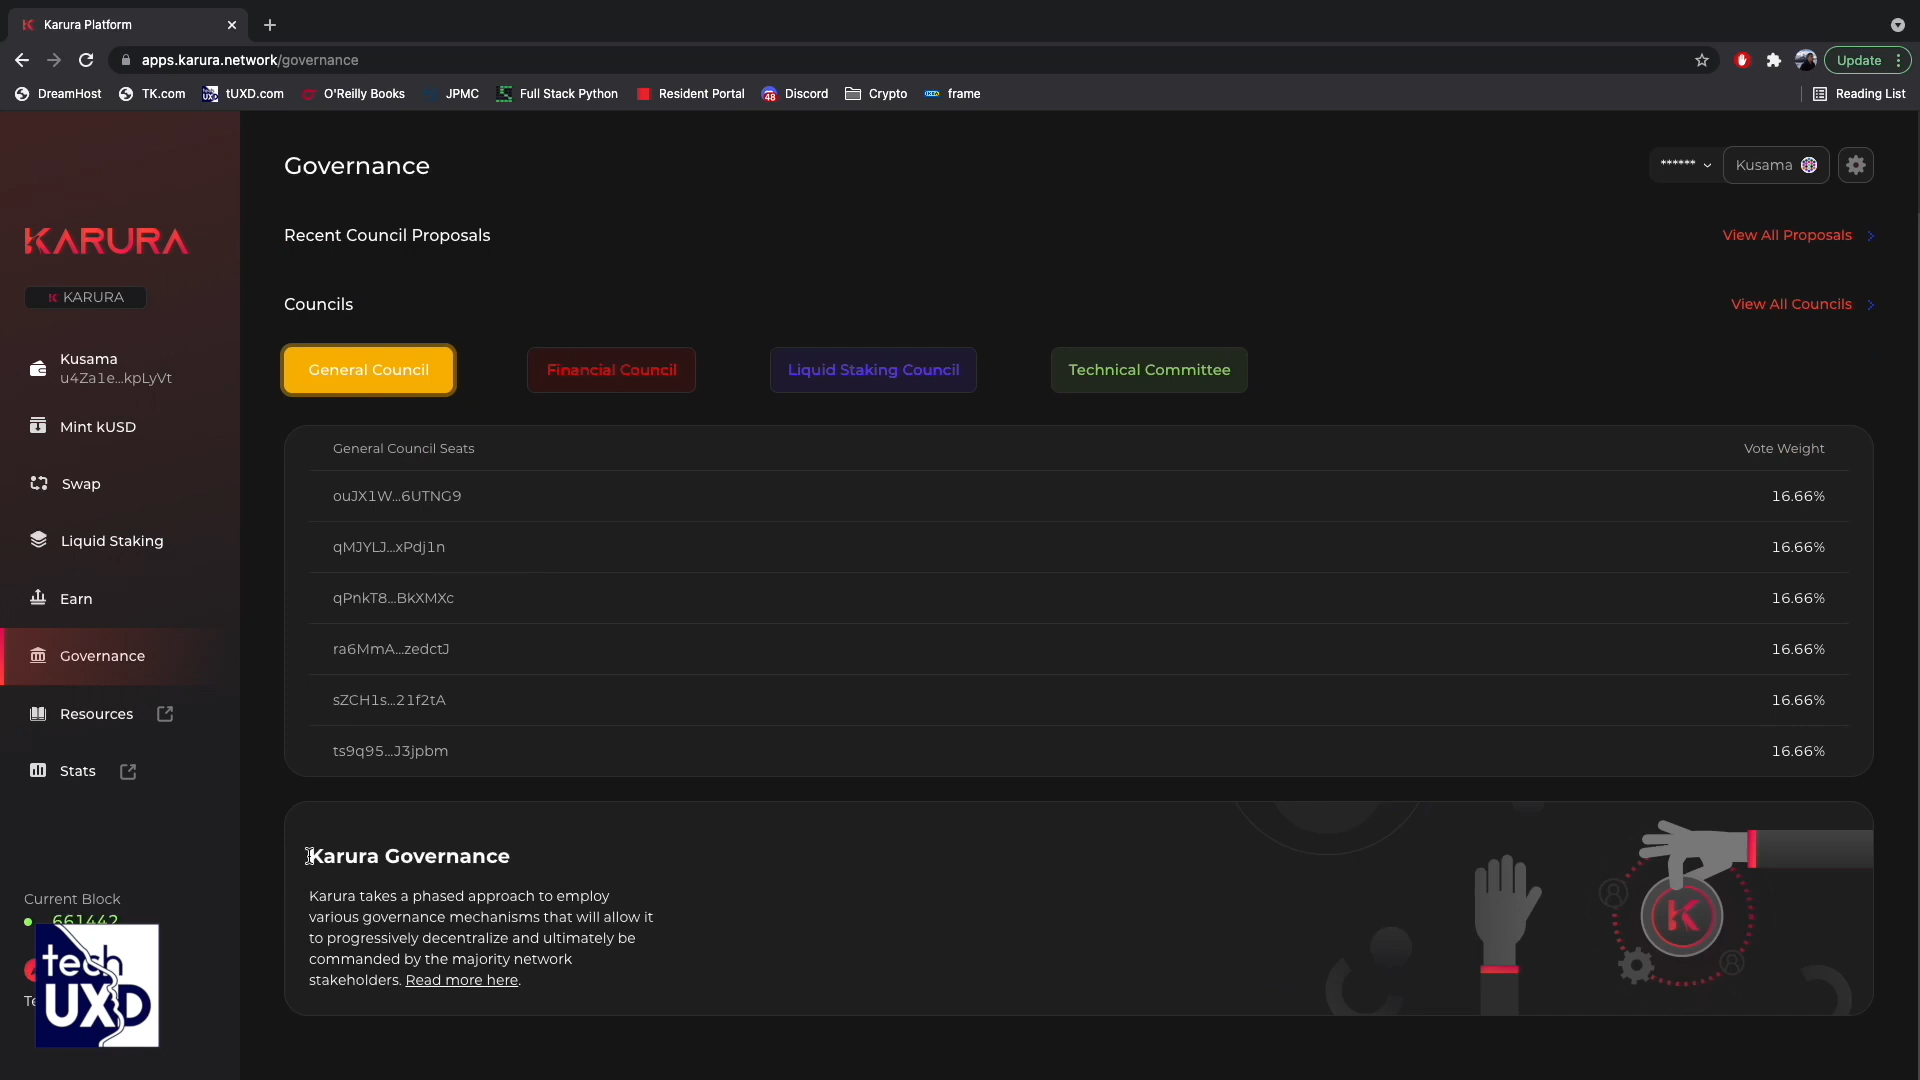 Karura Platform
apps.karura.network/governance
Update
DreamHost
TK.com
tUXD.com
O'Reilly Books
JPMC
Full Stack Python
Resident Portal
48
Discord
Crypto
frame
Reading List
KARURA
KARURA
Kusama
u4Za1e...kpLyVt
Mint kUSD
Swap
Liquid Staking
Earn
Governance
Resources
Stats
Current Block
661442
tech
UXD
Governance
****** 
Kusama
Recent Council Proposals
View All Proposals
Councils
View All Councils
General Council
Financial Council
Liquid Staking Council
Technical Committee
General Council Seats
Vote Weight
ouJX1W...6UTNG9
16.66%
qMJYLJ...xPdj1n
16.66%
qPnkT8...BkXMXc
16.66%
ra6MmA...zedctJ
16.66%
sZCH1s...21f2tA
16.66%
ts9q95...J3jpbm
16.66%
Karura Governance
Karura takes a phased approach to employ
various governance mechanisms that will allow it
to progressively decentralize and ultimately be
commanded by the majority network
stakeholders. Read more here.